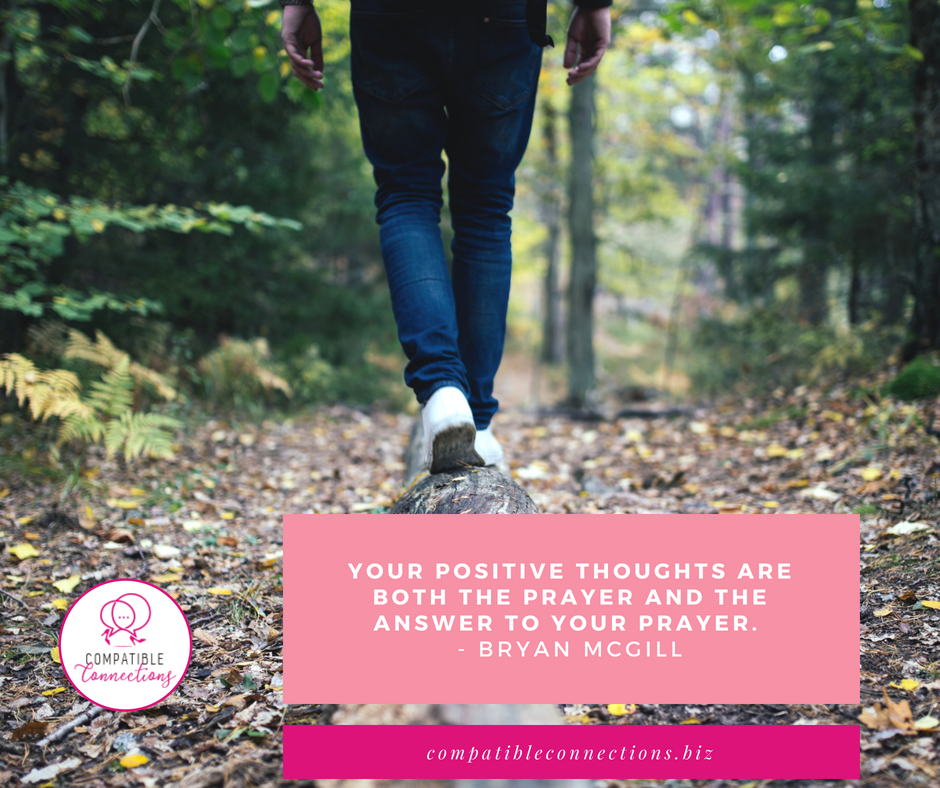 YOUR POSITIVE THOUGHTS ARE
BOTH THE PRAYER AND THE
ANSWER TO YOUR PRAYER.
- BRYAN MCGILL
COMPATIBLE
Connections
compatibleconnections.biz